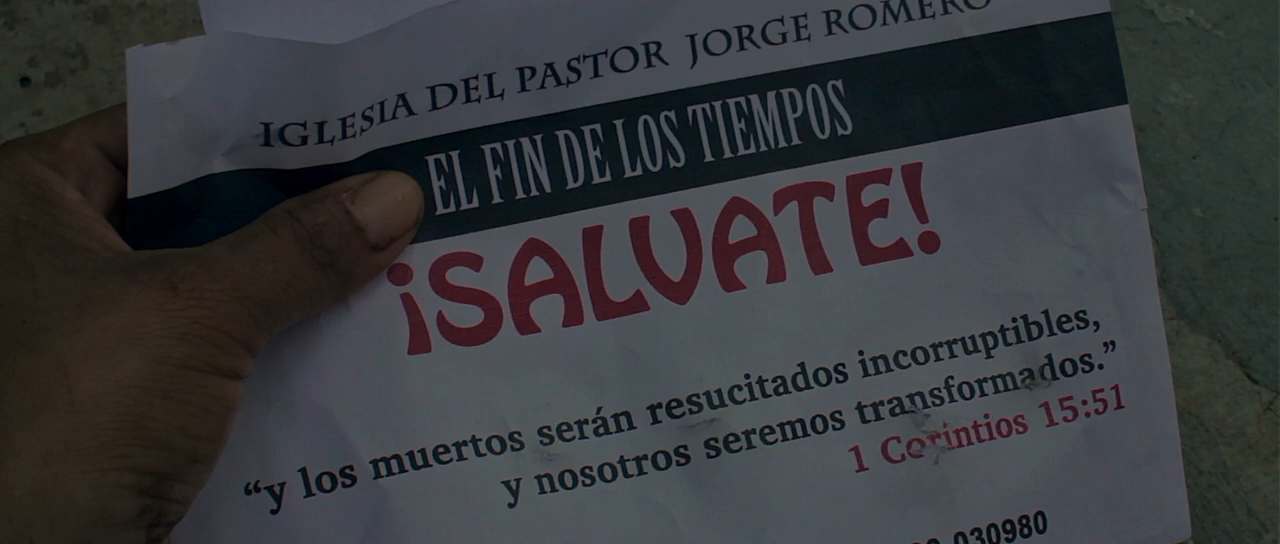 IGLESIA DEL PASTOR JORGE ROMERO
EL FIN DE LOS TIEMPOS
¡SALVATE!
“y los muertos serán resucitados incorruptibles,
y nosotros seremos transformados.”
1 Corintios 15:51
030980